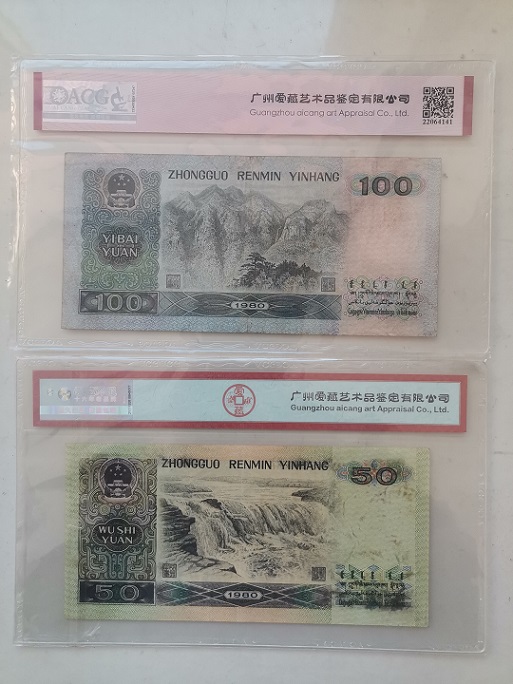 ACG
广州爱藏艺术品鉴定有限公司
Guangzhou aicang art Appraisal Co., Ltd.
22064141
ZHONGGUO RENMIN YINHANG
100
YIBAI
YUAN
100
1980
广州爱藏艺术品鉴定有限公司
Guangzhou aicang art Appraisal Co., Ltd.
ZHONGGUO RENMIN YINHANG
50
WUSHI
YUAN
50
1980